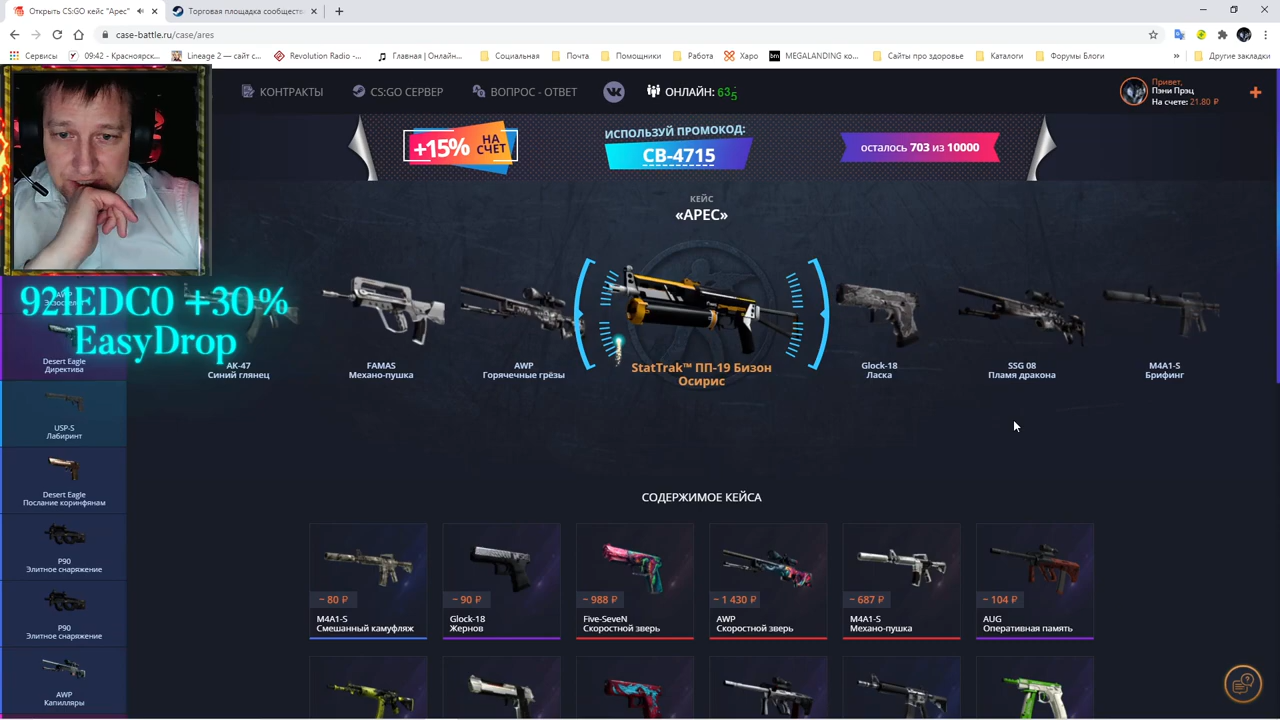 Открыть CS:GO кейс "Арес"
Торговая площадка сообществ
case-battle.ru/case/ares
Сервисы
09:42 - Красноярск...
Lineage 2 — сайт с...
Revolution Radio -...
Главная | Онлайн...
Социальная
Почта
Помощники
Работа
Харо
MEGALANDING ко...
Сайты про здоровье
Каталоги
Форумы Блоги
Другие закладки
КОНТРАКТЫ
CS:GO СЕРВЕР
ВОПРОС - ОТВЕТ
ОНЛАЙН: 635
Привет,
Пэни Прэц
На счете: 21.80 ₽
+15% НА СЧЕТ
ИСПОЛЬЗУЙ ПРОМОКОД:
CB-4715
осталось 703 из 10000
КЕЙС
«АРЕС»
921EDC0 +30%
EasyDrop
AK-47
Синий глянец
FAMAS
Механо-пушка
AWP
Горячечные грёзы
StatTrak™ ПП-19 Бизон
Осирис
Glock-18
Ласка
SSG 08
Пламя дракона
M4A1-S
Брифинг
Desert Eagle
Директива
USP-S
Лабиринт
Desert Eagle
Послание коринфянам
P90
Элитное снаряжение
P90
Элитное снаряжение
AWP
Капилляры
СОДЕРЖИМОЕ КЕЙСА
~ 80 ₽
M4A1-S
Смешанный камуфляж
~ 90 ₽
Glock-18
Жернов
~ 988 ₽
Five-SeveN
Скоростной зверь
~ 1 430 ₽
AWP
Скоростной зверь
~ 687 ₽
M4A1-S
Механо-пушка
~ 104 ₽
AUG
Оперативная память